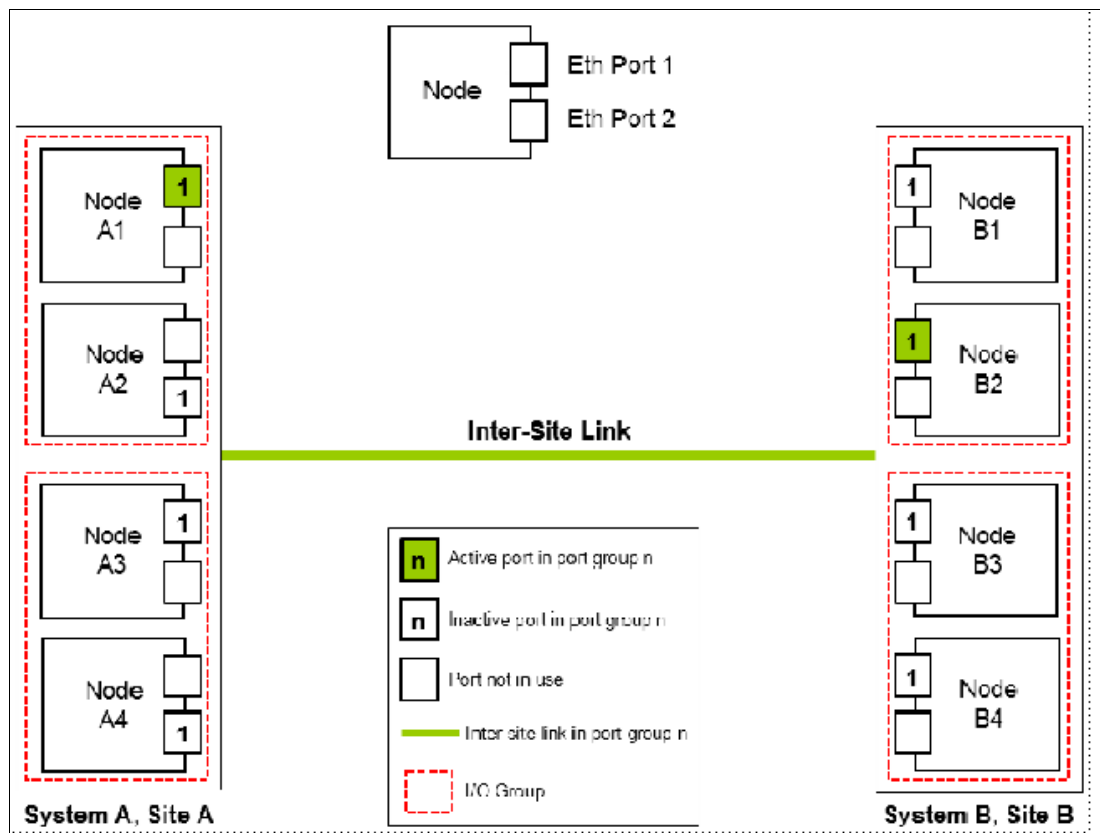 Node
Eth Port 1
Eth Port 2
Node
A1
1
Node
A2
1
Node
A3
1
Node
A4
1
System A, Site A
Inter-Site Link
n
Active port in port group n
n
Inactive port in port group n
Port not in use
Inter site link in port group n
I/O Group
1
Node
B1
1
Node
B2
1
Node
B3
1
Node
B4
System B, Site B